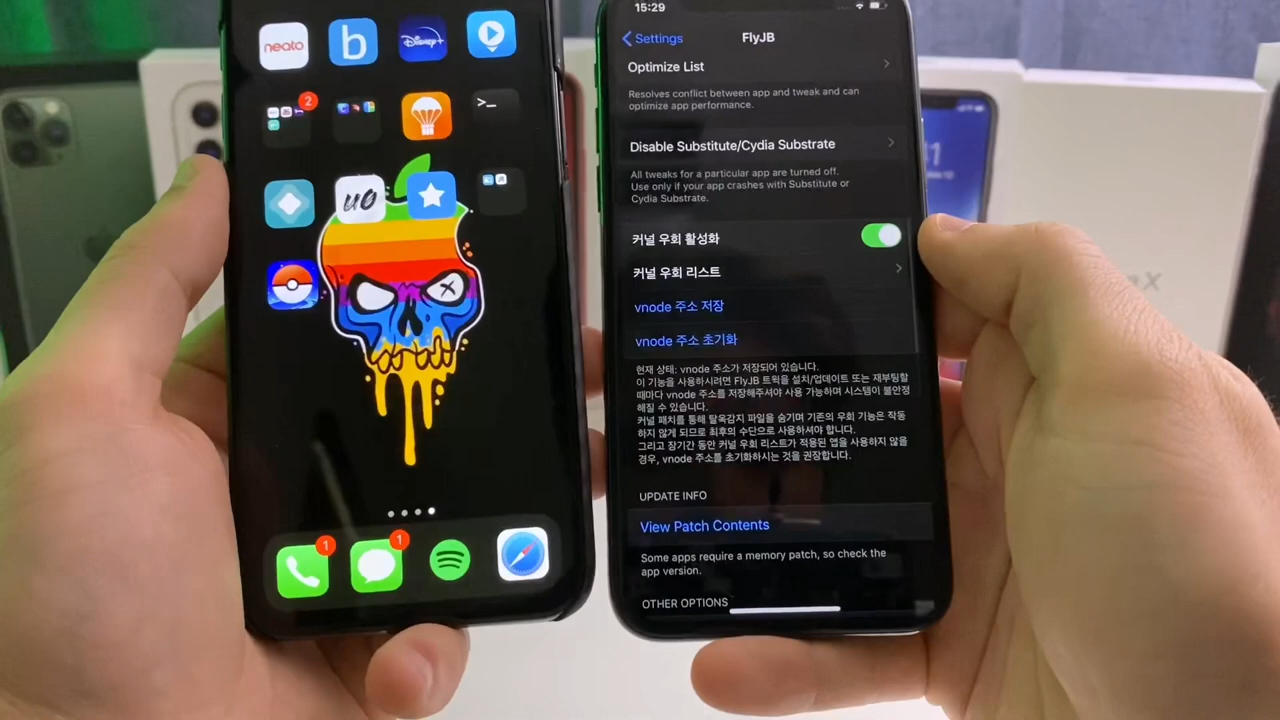 neato
b
Disney+
2
>_
uo
1
1
15:29
Settings
FlyJB
Optimize List
Resolves conflict between app and tweak and can
optimize app performance.
Disable Substitute/Cydia Substrate
All tweaks for a particular app are turned off.
Use only if your app crashes with Substitute or
Cydia Substrate.
커널 우회 활성화
커널 우회 리스트
vnode 주소 저장
vnode 주소 초기화
현재 상태: vnode 주소가 저장되어 있습니다.
이 기능을 사용하시려면 FlyJB 트윅을 설치/업데이트 또는 재부팅할
때마다 vnode 주소를 저장해주셔야 사용 가능하며 시스템이 불안정
해질 수 있습니다.
커널 패치를 통해 탈옥감지 파일을 숨기며 기존의 우회 기능은 작동
하지 않게 되므로 최후의 수단으로 사용하셔야 합니다.
그리고 장기간 동안 커널 우회 리스트가 적용된 앱을 사용하지 않을
경우, vnode 주소를 초기화하시는 것을 권장합니다.
UPDATE INFO
View Patch Contents
Some apps require a memory patch, so check the
app version.
OTHER OPTIONS